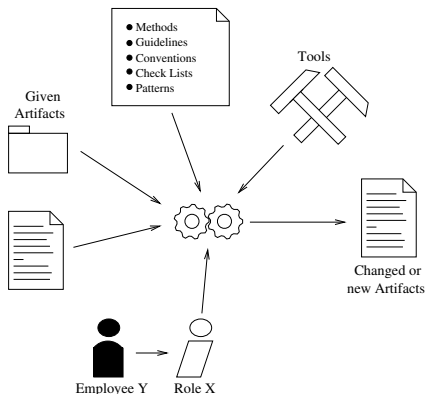 Methods
Guidelines
Conventions
Check Lists
Patterns
Tools
Given
Artifacts
Changed or
new Artifacts
Employee Y
Role X